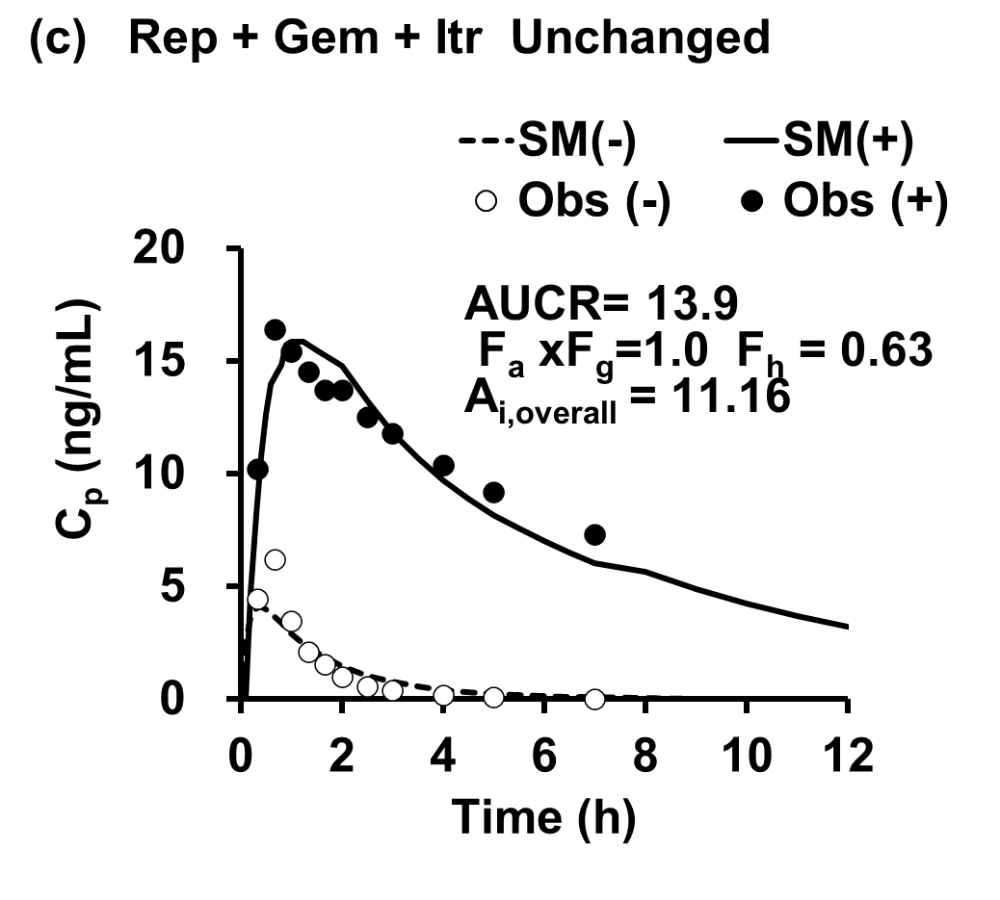 (c) Rep + Gem + Itr Unchanged
SM(-) SM(+)
Obs (-) Obs (+)
20
15
10
5
0
Cp (ng/mL)
AUCR= 13.9
Fa xFg=1.0 Fh = 0.63
Ai,overall = 11.16
0 2 4 6 8 10 12
Time (h)